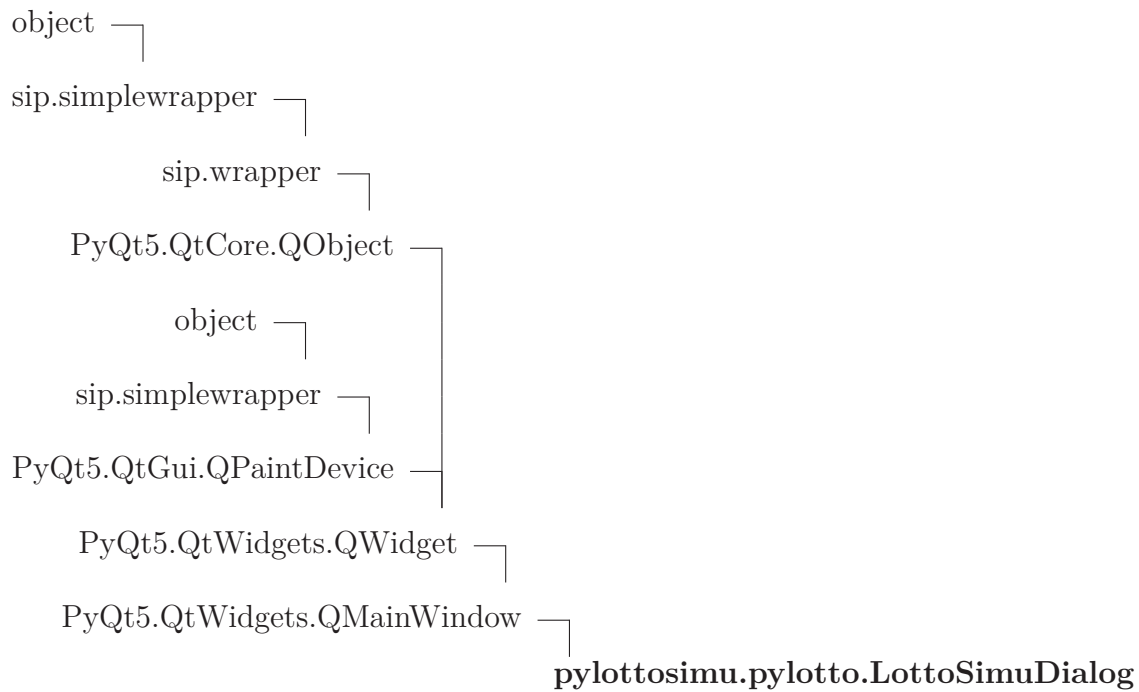 object
sip.simplewrapper
sip.wrapper
PyQt5.QtCore.QObject
object
sip.simplewrapper
PyQt5.QtGui.QPaintDevice
PyQt5.QtWidgets.QWidget
PyQt5.QtWidgets.QMainWindow
pylottosimu.pylotto.LottoSimuDialog